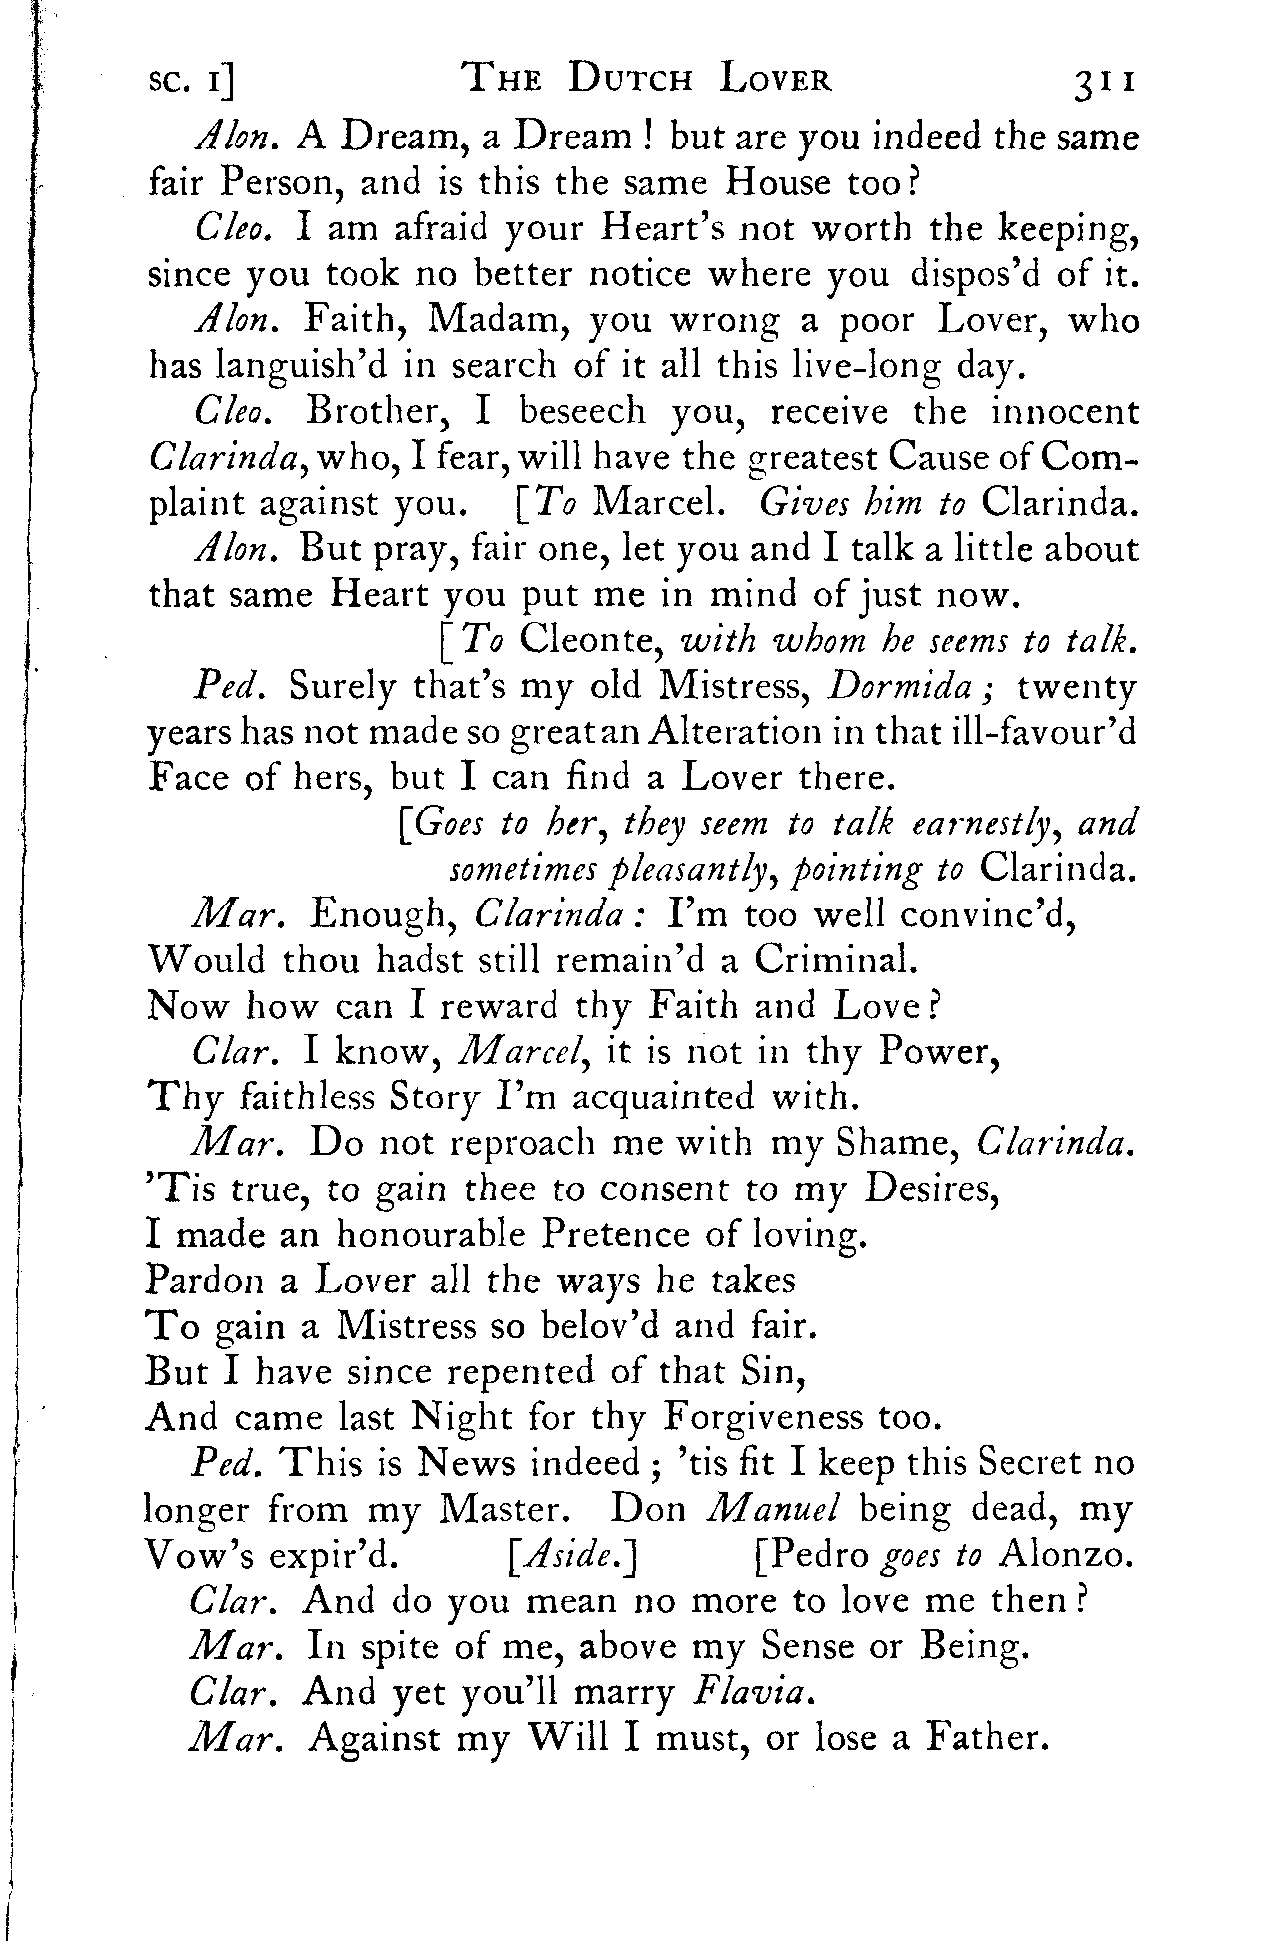 SC. I] THE DUTCH LOVER 311
Alon. A Dream, a Dream ! but are you indeed the same
fair Person, and is this the same House too?
Cleo. I am afraid your Heart's not worth the keeping,
since you took no better notice where you dispos'd of it.
Alon. Faith, Madam, you wrong a poor Lover, who
has languish'd in search of it all this live-long day.
Cleo. Brother, I beseech you, receive the innocent
Clarinda, who, I fear, will have the greatest Cause of Com-
plaint against you. [To Marcel. Gives him to Clarinda.
Alon. But pray, fair one, let you and I talk a little about
that same Heart you put me in mind of just now.
[To Cleonte, with whom he seems to talk.
Ped. Surely that's my old Mistress, Dormida ; twenty
years has not made so great an Alteration in that ill-favour'd
Face of hers, but I can find a Lover there.
[Goes to her, they seem to talk earnestly, and
sometimes pleasantly, pointing to Clarinda.
Mar. Enough, Clarinda : I'm too well convinc'd,
Would thou hadst still remain'd a Criminal.
Now how can I reward thy Faith and Love?
Clar. I know, Marcel, it is not in thy Power,
Thy faithless Story I'm acquainted with.
Mar. Do not reproach me with my Shame, Clarinda.
'Tis true, to gain thee to consent to my Desires,
I made an honourable Pretence of loving.
Pardon a Lover all the ways he takes
To gain a Mistress so belov'd and fair.
But I have since repented of that Sin,
And came last Night for thy Forgiveness too.
Ped. This is News indeed ; 'tis fit I keep this Secret no
longer from my Master. Don Manuel being dead, my
Vow's expir'd. [Aside.] [Pedro goes to Alonzo.
Clar. And do you mean no more to love me then?
Mar. In spite of me, above my Sense or Being.
Clar. And yet you'll marry Flavia.
Mar. Against my Will I must, or lose a Father.